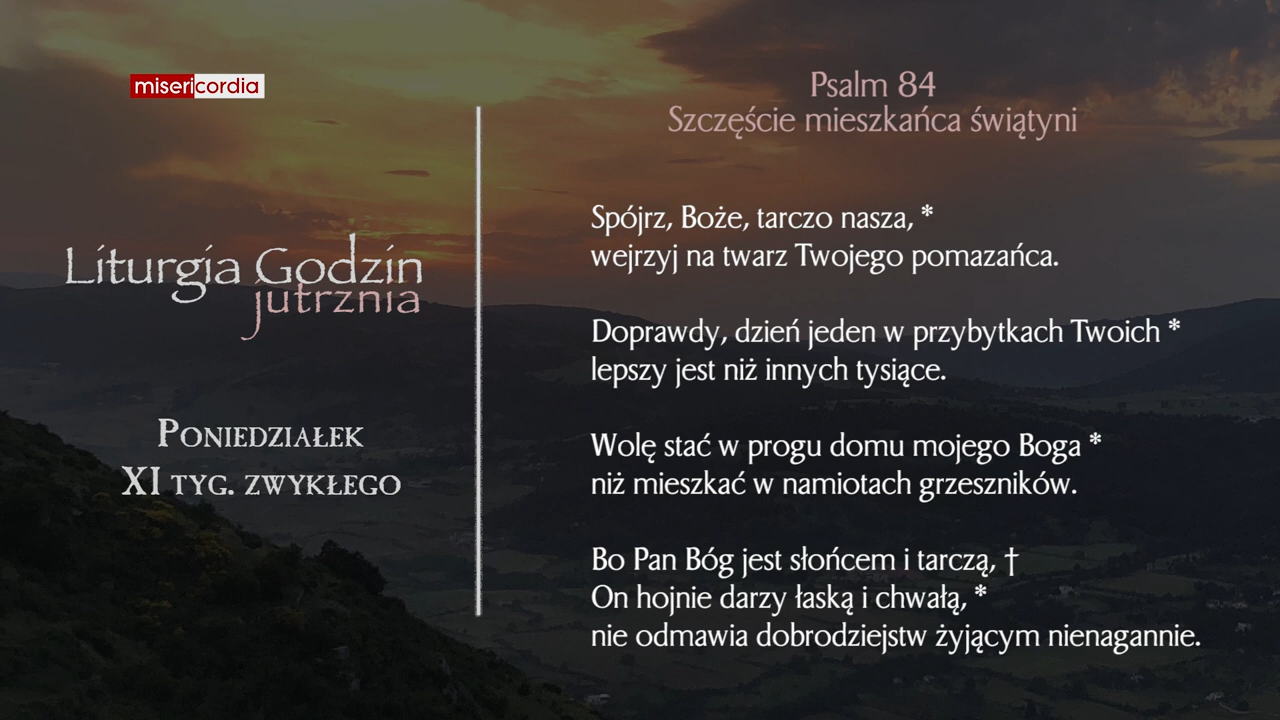 misericordia
Liturgia Godzin
jutrznia
Poniedziałek
XI tyg. zwykłego
Psalm 84
Szczęście mieszkańca świątyni
Spójrz, Boże, tarczo nasza, *
wejrzyj na twarz Twojego pomazańca.
Doprawdy, dzień jeden w przybytkach Twoich *
lepszy jest niż innych tysiące.
Wolę stać w progu domu mojego Boga *
niż mieszkać w namiotach grzeszników.
Bo Pan Bóg jest słońcem i tarczą, †
On hojnie darzy łaską i chwałą, *
nie odmawia dobrodziejstw żyjącym nienagannie.